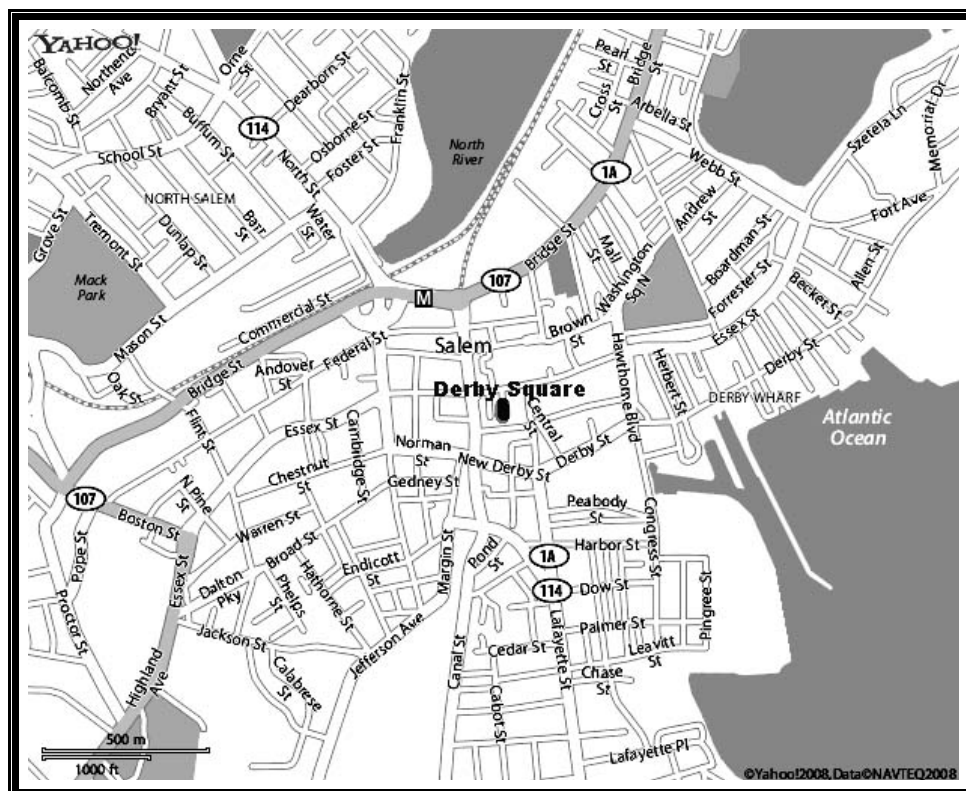 YAHOO!
Balcomb St
Northend Ave
Bryant St
Buffum St
Orne St
Dearborn St
114
Osborne St
Foster St
Franklin St
North St
School St
NORTH SALEM
Water St
Barr St
Dunlap St
Tremont St
Grove St
Mack Park
North River
Pearl St
Cross St
Bridge St
Arbella St
1A
Webb St
Szetela Ln
Memorial Dr
Fort Ave
Andrew St
Boardman St
Forrester St
Becket St
Allen St
Essex St
Derby St
Mall St
Washington Sq N
Bridge St
107
M
Brown St
Commercial St
Mason St
Oak St
Bridge St
Andover St
Federal St
Salem
Derby Square
Central St
Hawthorne Blvd
Herbert St
DERBY WHARF
Atlantic Ocean
Flint St
Essex St
Cambridge St
Norman St
New Derby St
Derby St
Chestnut St
Gedney St
107
Boston St
N Pine St
Warren St
Broad St
Peabody St
Congress St
Pope St
Proctor St
Essex St
Dalton Pky
Phelps St
Hathorne St
Endicott St
Margin St
Pond St
1A
Harbor St
114
Dow St
Pingree St
Palmer St
Leavitt St
Jackson St
Jefferson Ave
Canal St
Cedar St
Lafayette St
Chase St
Calabrese St
Cabot St
Highland Ave
Lafayette Pl
500 m
1000 ft
©Yahoo!2008,Data©NAVTEQ2008